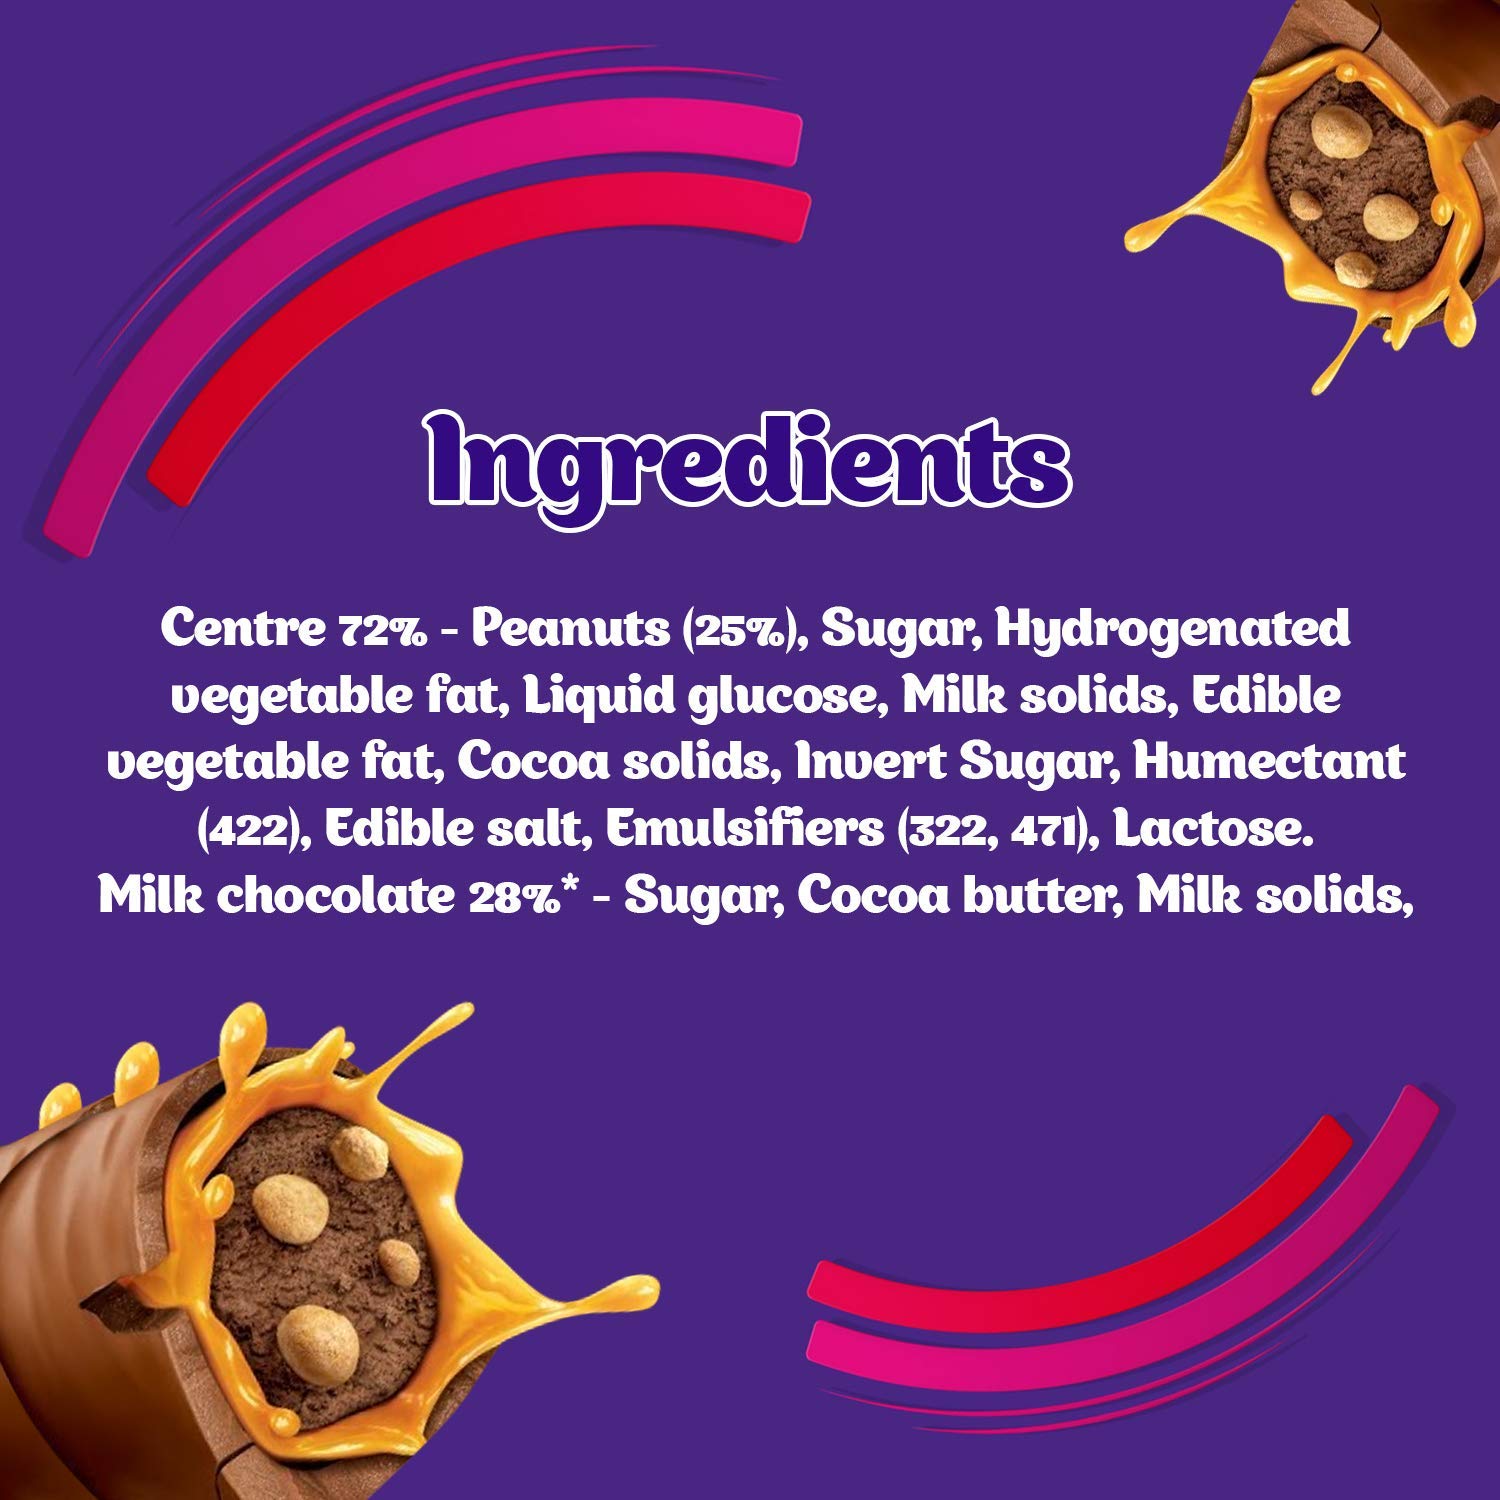 Ingredients
Centre 72% - Peanuts (25%), Sugar, Hydrogenated
vegetable fat, Liquid glucose, Milk solids, Edible
vegetable fat, Cocoa solids, Invert Sugar, Humectant
(422), Edible salt, Emulsifiers (322, 471), Lactose.
Milk chocolate 28%* - Sugar, Cocoa butter, Milk solids,